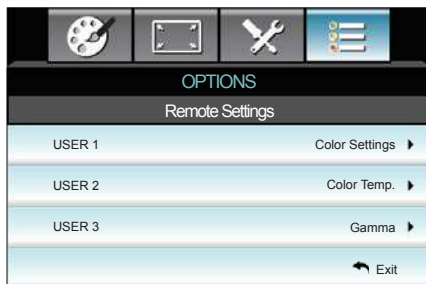 OPTIONS
Remote Settings
USER 1 Color Settings
USER 2 Color Temp.
USER 3 Gamma
Exit